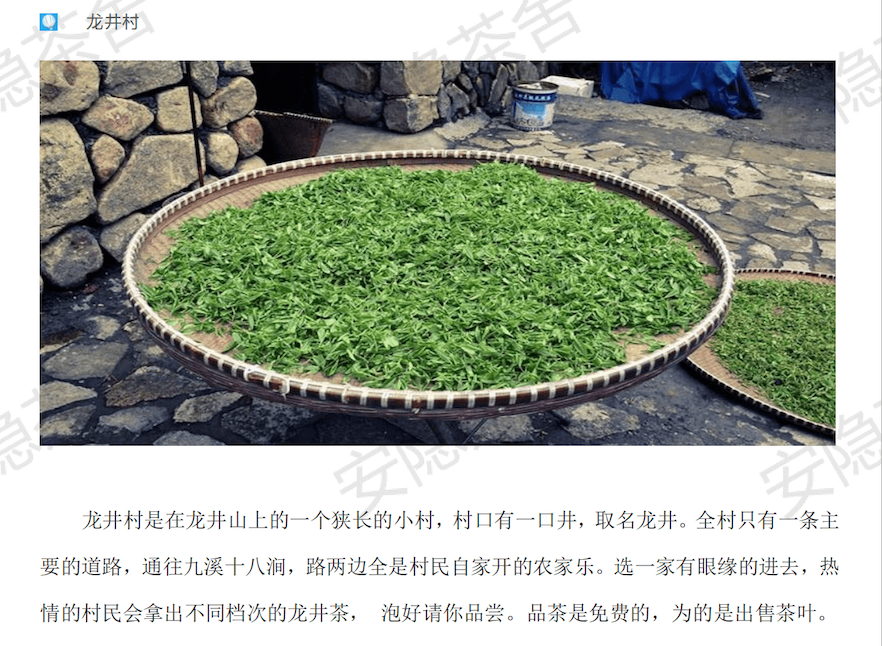 龙井村
龙井村是在龙井山上的一个狭长的小村，村口有一口井，取名龙井。全村只有一条主
要的道路，通往九溪十八涧，路两边全是村民自家开的农家乐。选一家有眼缘的进去，热
情的村民会拿出不同档次的龙井茶， 泡好请你品尝。品茶是免费的，为的是出售茶叶。
安隐茶舍